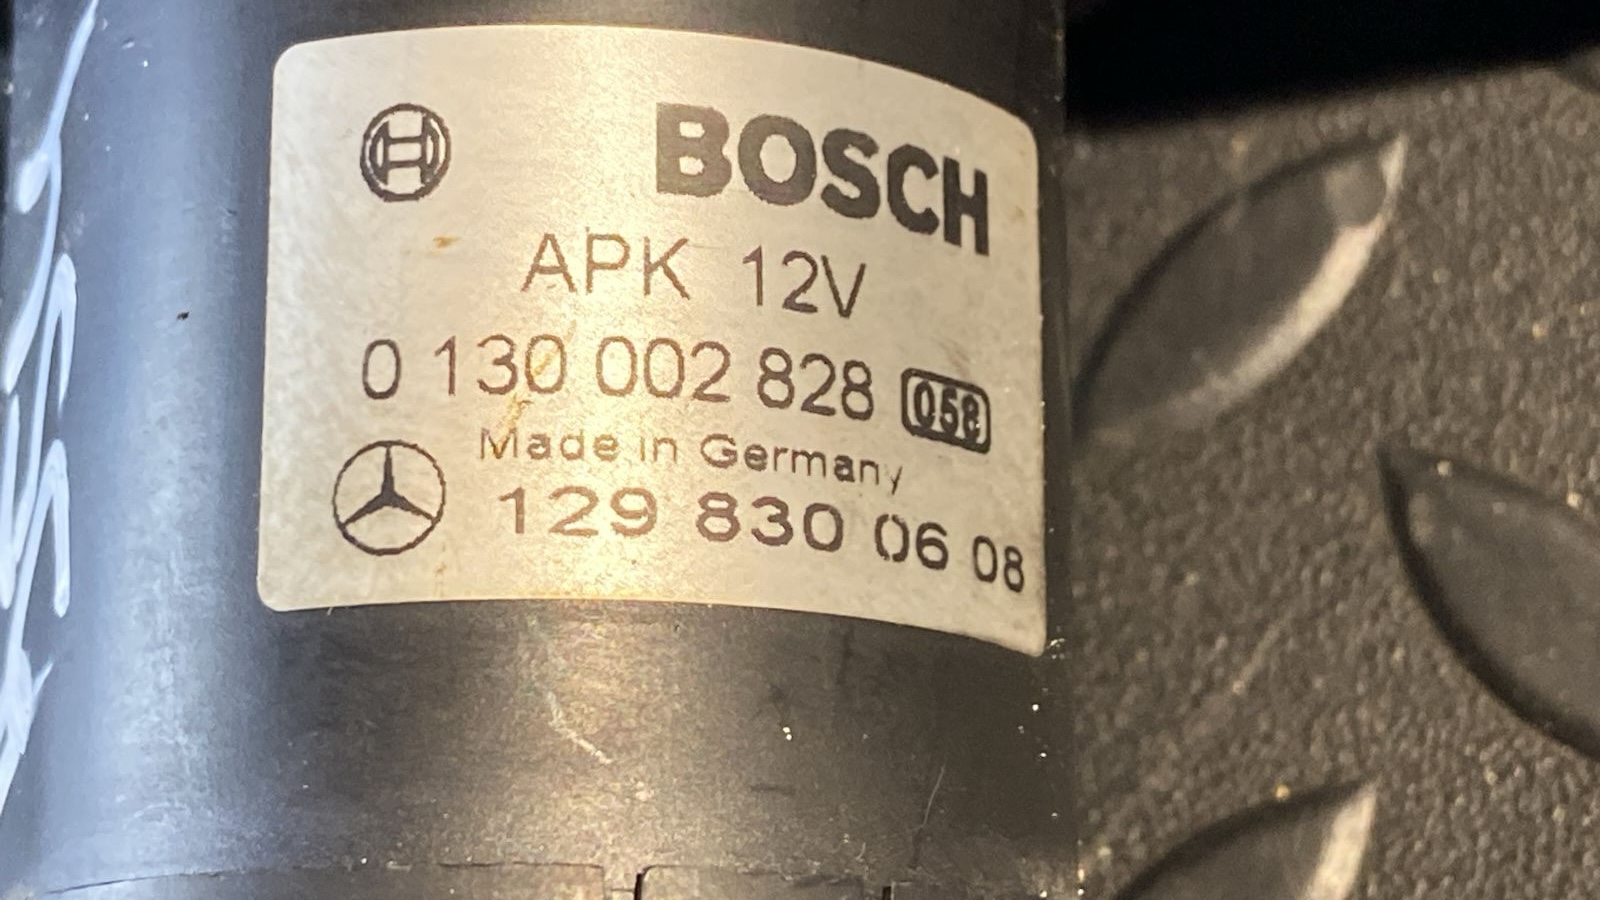 BOSCH
APK 12V
0 130 002 828 058
Made in Germany
129 830 06 08